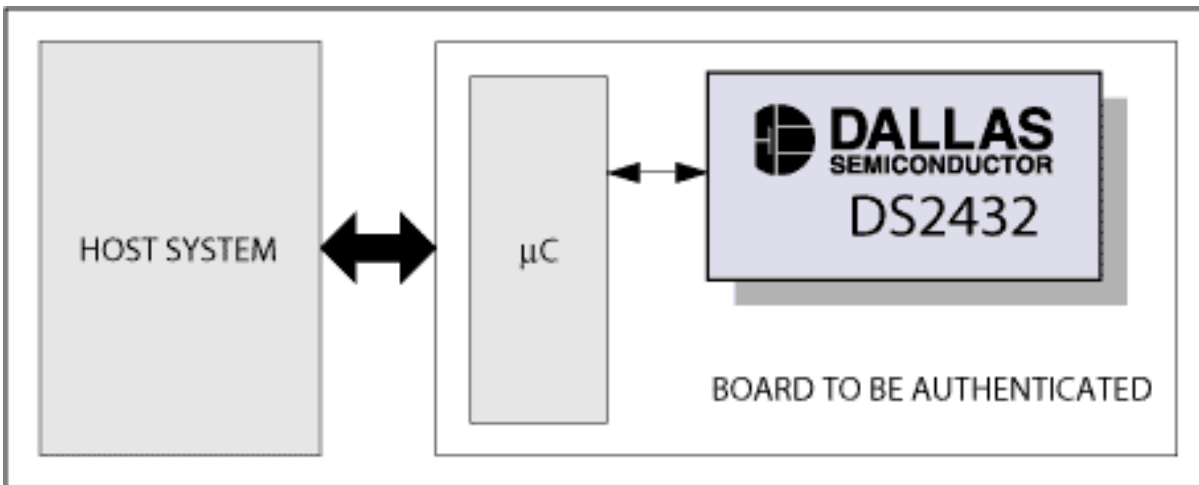 HOST SYSTEM
μC
DALLAS
SEMICONDUCTOR
DS2432
BOARD TO BE AUTHENTICATED